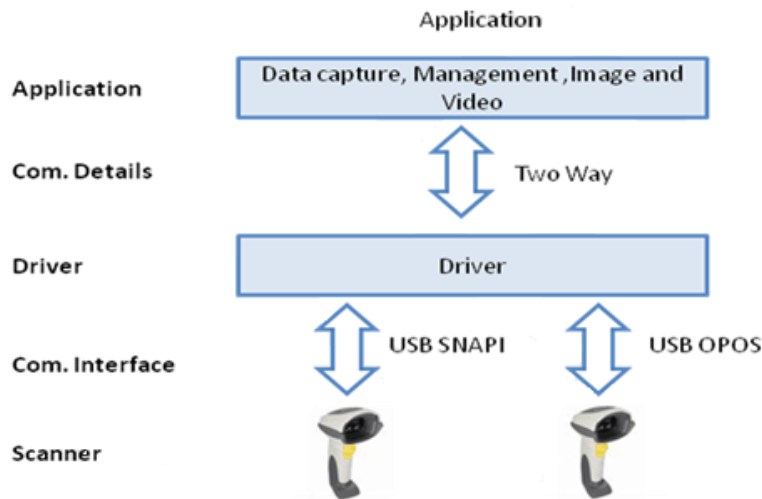 Application
Application
Data capture, Management ,Image and
Video
Com. Details
Two Way
Driver
Driver
USB SNAPI
USB OPOS
Com. Interface
Scanner